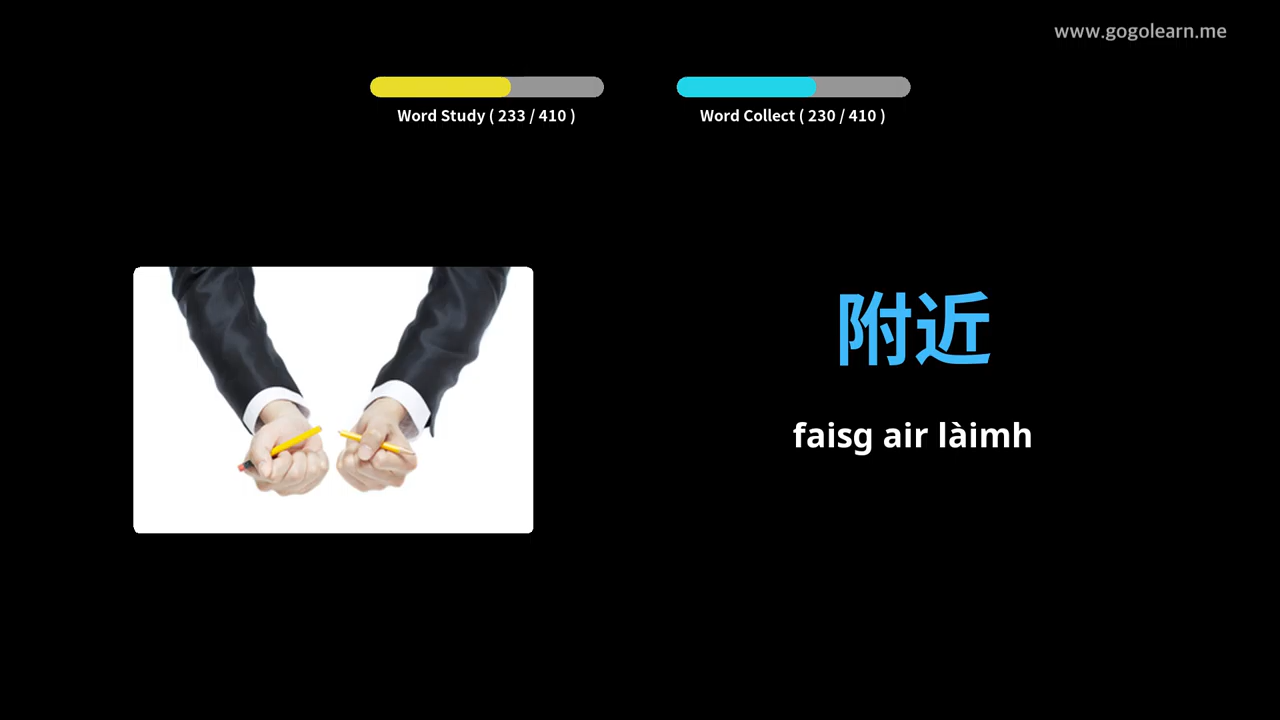 www.gogolearn.me
Word Study ( 233 / 410 )
Word Collect ( 230 / 410 )
附近
faisg air làimh